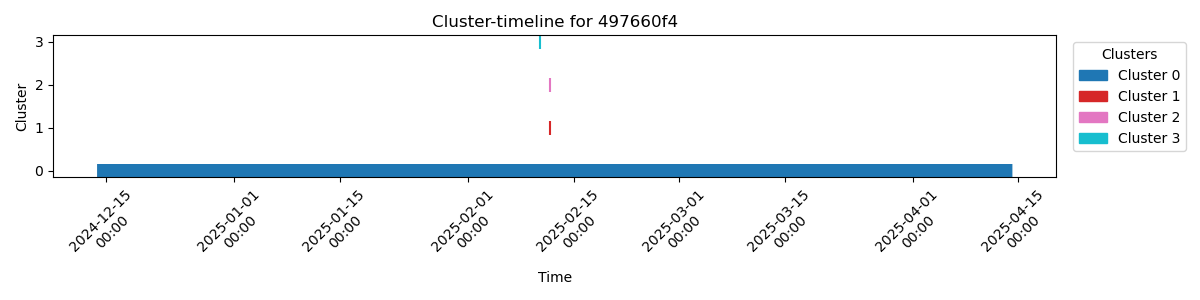 Cluster-timeline for 497660f4
Cluster
3
2
1
0
2024-12-15
00:00
2025-01-01
00:00
2025-01-15
00:00
2025-02-01
00:00
2025-02-15
00:00
2025-03-01
00:00
2025-03-15
00:00
2025-04-01
00:00
2025-04-15
00:00
Time
Clusters
Cluster 0
Cluster 1
Cluster 2
Cluster 3